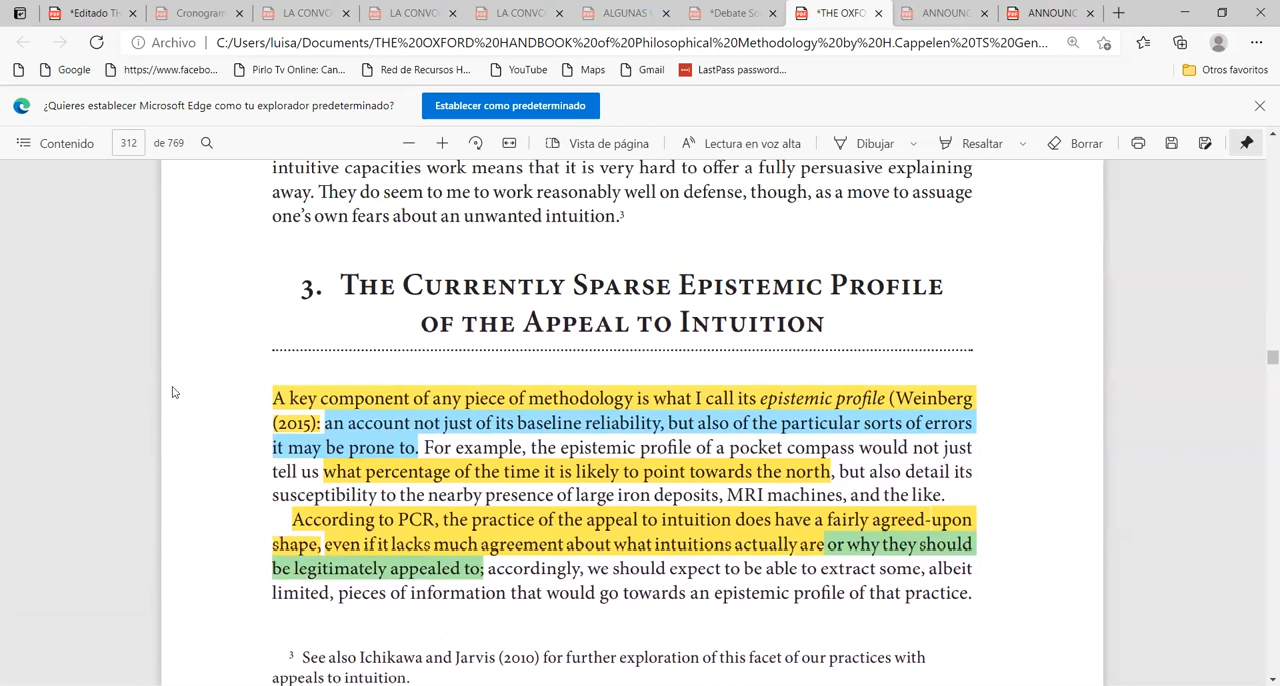 *Editado TH
Cronogram
LA CONVO
LA CONVO
LA CONVO
ALGUNAS
*Debate So
*THE OXFO
ANNOUNC
ANNOUNC
Archivo C:/Users/luisa/Documents/THE%20OXFORD%20HANDBOOK%20of%20Philosophical%20Methodology%20by%20H.Cappelen%20TS%20Gen...
Google https://www.facebo... Pirlo Tv Online: Can... Red de Recursos H... YouTube Maps Gmail LastPass password... Otros favoritos
¿Quieres establecer Microsoft Edge como tu explorador predeterminado? Establecer como predeterminado
Contenido 312 de 769 Vista de página Lectura en voz alta Dibujar Resaltar Borrar
intuitive capacities work means that it is very hard to offer a fully persuasive explaining
away. They do seem to me to work reasonably well on defense, though, as a move to assuage
one's own fears about an unwanted intuition.³
3. The Currently Sparse Epistemic Profile
of the Appeal to Intuition
A key component of any piece of methodology is what I call its epistemic profile (Weinberg
(2015): an account not just of its baseline reliability, but also of the particular sorts of errors
it may be prone to. For example, the epistemic profile of a pocket compass would not just
tell us what percentage of the time it is likely to point towards the north, but also detail its
susceptibility to the nearby presence of large iron deposits, MRI machines, and the like.
According to PCR, the practice of the appeal to intuition does have a fairly agreed-upon
shape, even if it lacks much agreement about what intuitions actually are or why they should
be legitimately appealed to; accordingly, we should expect to be able to extract some, albeit
limited, pieces of information that would go towards an epistemic profile of that practice.
³ See also Ichikawa and Jarvis (2010) for further exploration of this facet of our practices with
appeals to intuition.